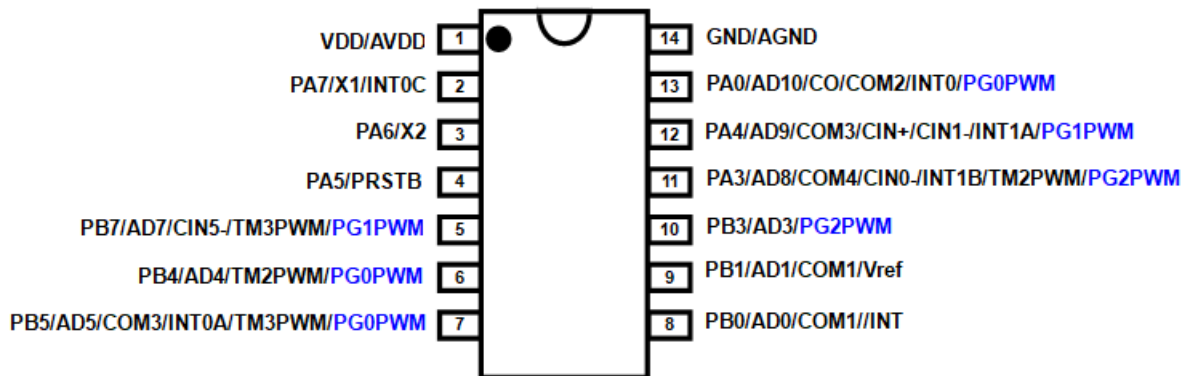 VDD/AVDD 1 14 GND/AGND
PA7/X1/INT0C 2 13 PA0/AD10/CO/COM2/INT0/PG0PWM
PA6/X2 3 12 PA4/AD9/COM3/CIN+/CIN1-/INT1A/PG1PWM
PA5/PRSTB 4 11 PA3/AD8/COM4/CIN0-/INT1B/TM2PWM/PG2PWM
PB7/AD7/CIN5-/TM3PWM/PG1PWM 5 10 PB3/AD3/PG2PWM
PB4/AD4/TM2PWM/PG0PWM 6 9 PB1/AD1/COM1/Vref
PB5/AD5/COM3/INT0A/TM3PWM/PG0PWM 7 8 PB0/AD0/COM1//INT